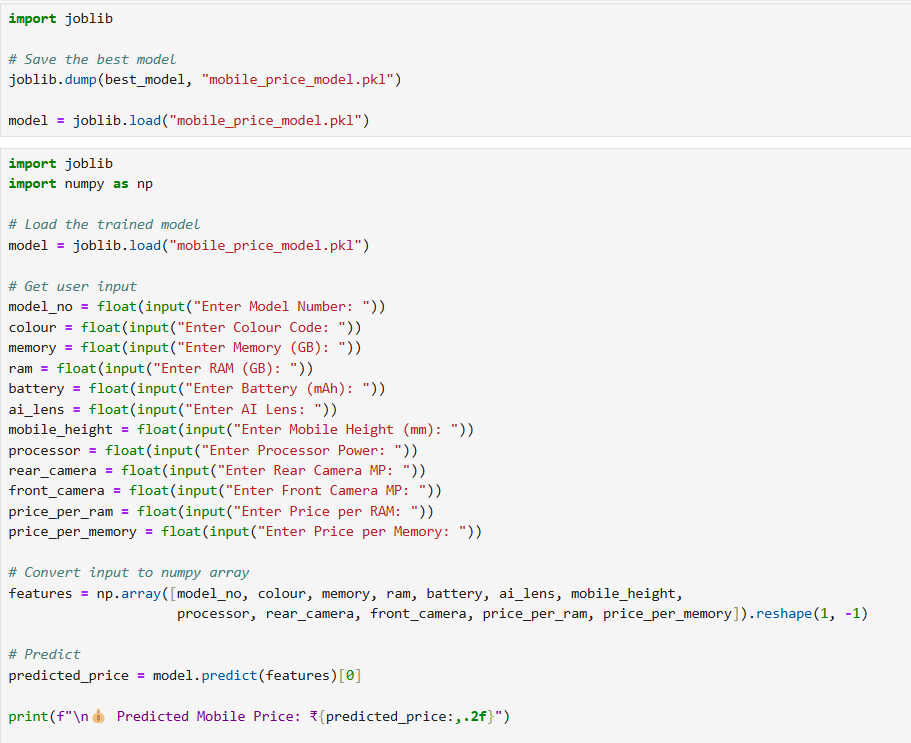 import joblib
# Save the best model
joblib.dump(best_model, "mobile_price_model.pkl")
model = joblib.load("mobile_price_model.pkl")
import joblib
import numpy as np
# Load the trained model
model = joblib.load("mobile_price_model.pkl")
# Get user input
model_no = float(input("Enter Model Number: "))
colour = float(input("Enter Colour Code: "))
memory = float(input("Enter Memory (GB): "))
ram = float(input("Enter RAM (GB): "))
battery = float(input("Enter Battery (mAh): "))
ai_lens = float(input("Enter AI Lens: "))
mobile_height = float(input("Enter Mobile Height (mm): "))
processor = float(input("Enter Processor Power: "))
rear_camera = float(input("Enter Rear Camera MP: "))
front_camera = float(input("Enter Front Camera MP: "))
price_per_ram = float(input("Enter Price per RAM: "))
price_per_memory = float(input("Enter Price per Memory: "))
# Convert input to numpy array
features = np.array([model_no, colour, memory, ram, battery, ai_lens, mobile_height,
processor, rear_camera, front_camera, price_per_ram, price_per_memory]).reshape(1, -1)
# Predict
predicted_price = model.predict(features)[0]
print(f"\n💰 Predicted Mobile Price: ₹{predicted_price:,.2f}")